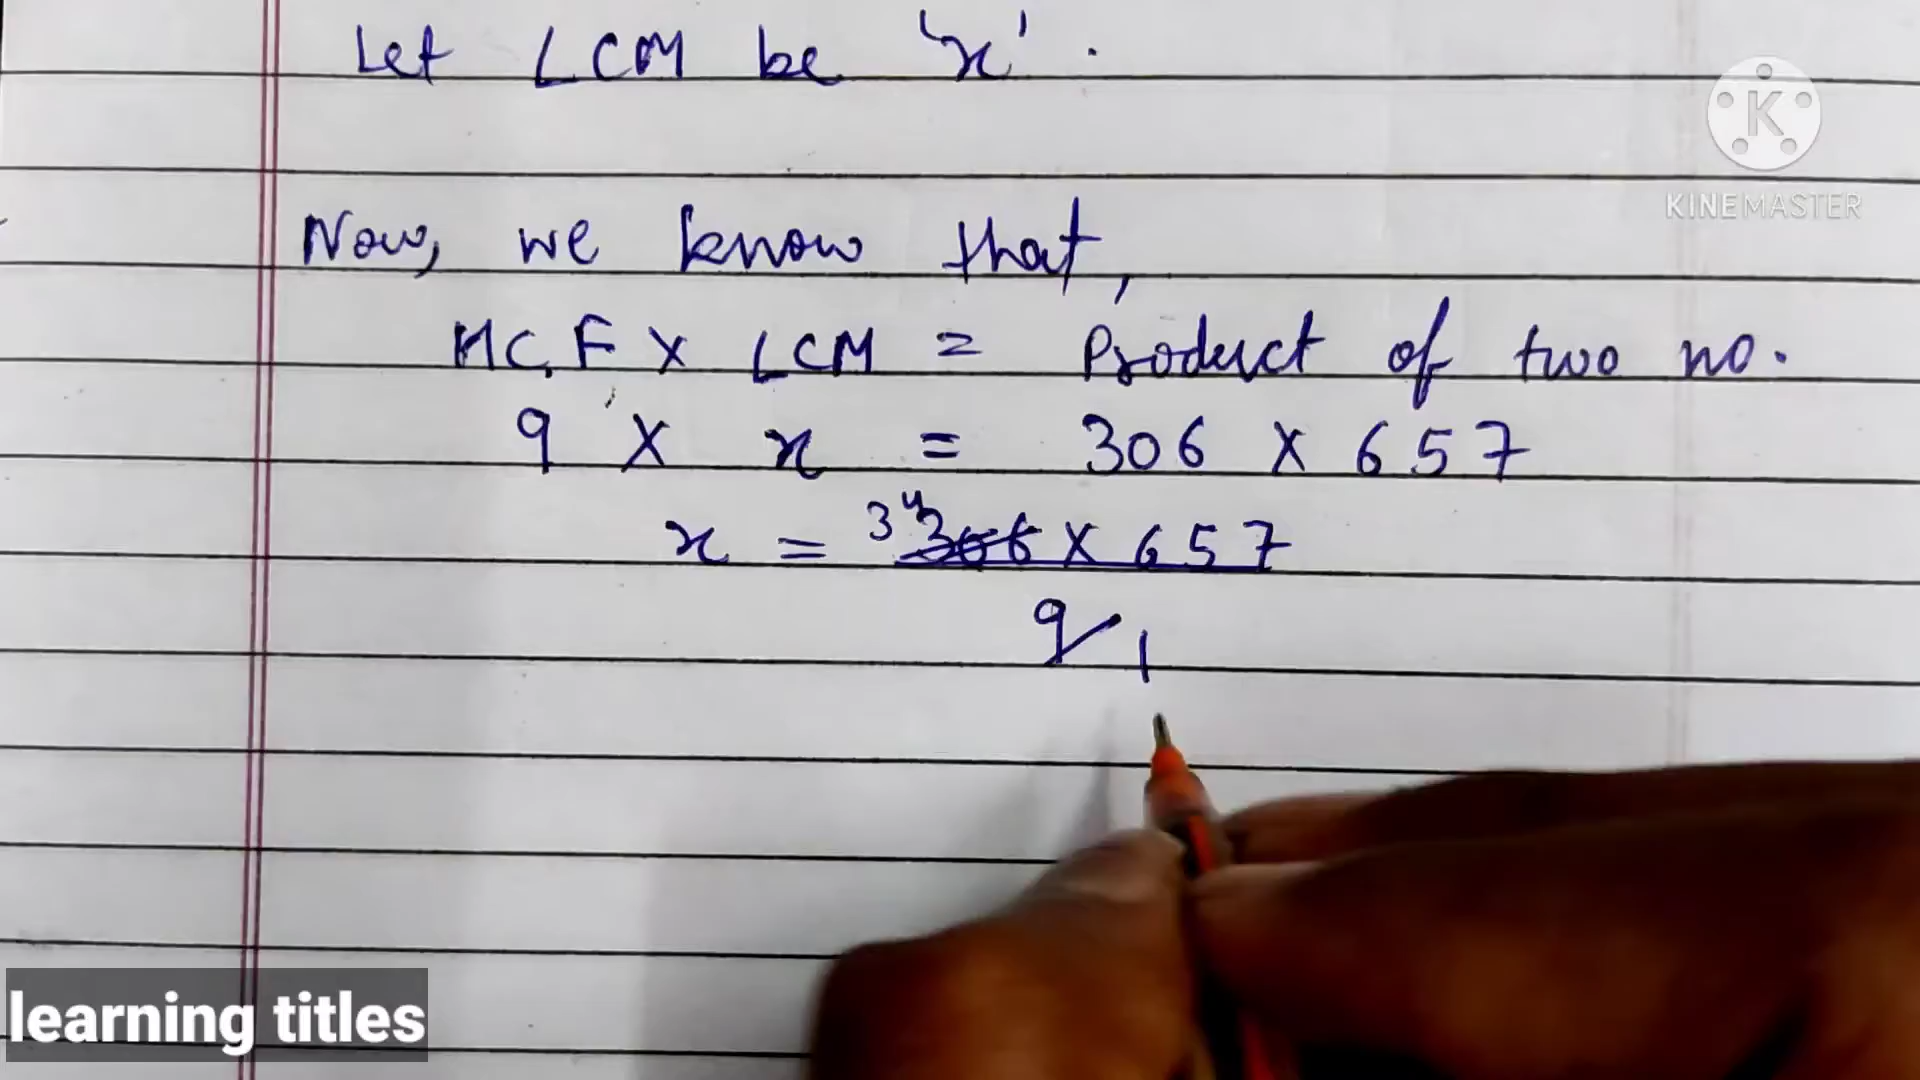 Let LCM be 'x'.
K
KINEMASTER
Now, we know that,
HCF X LCM = Product of two no.
9 X x = 306 X 657
34
x = 306 X 657
9 1
learning titles